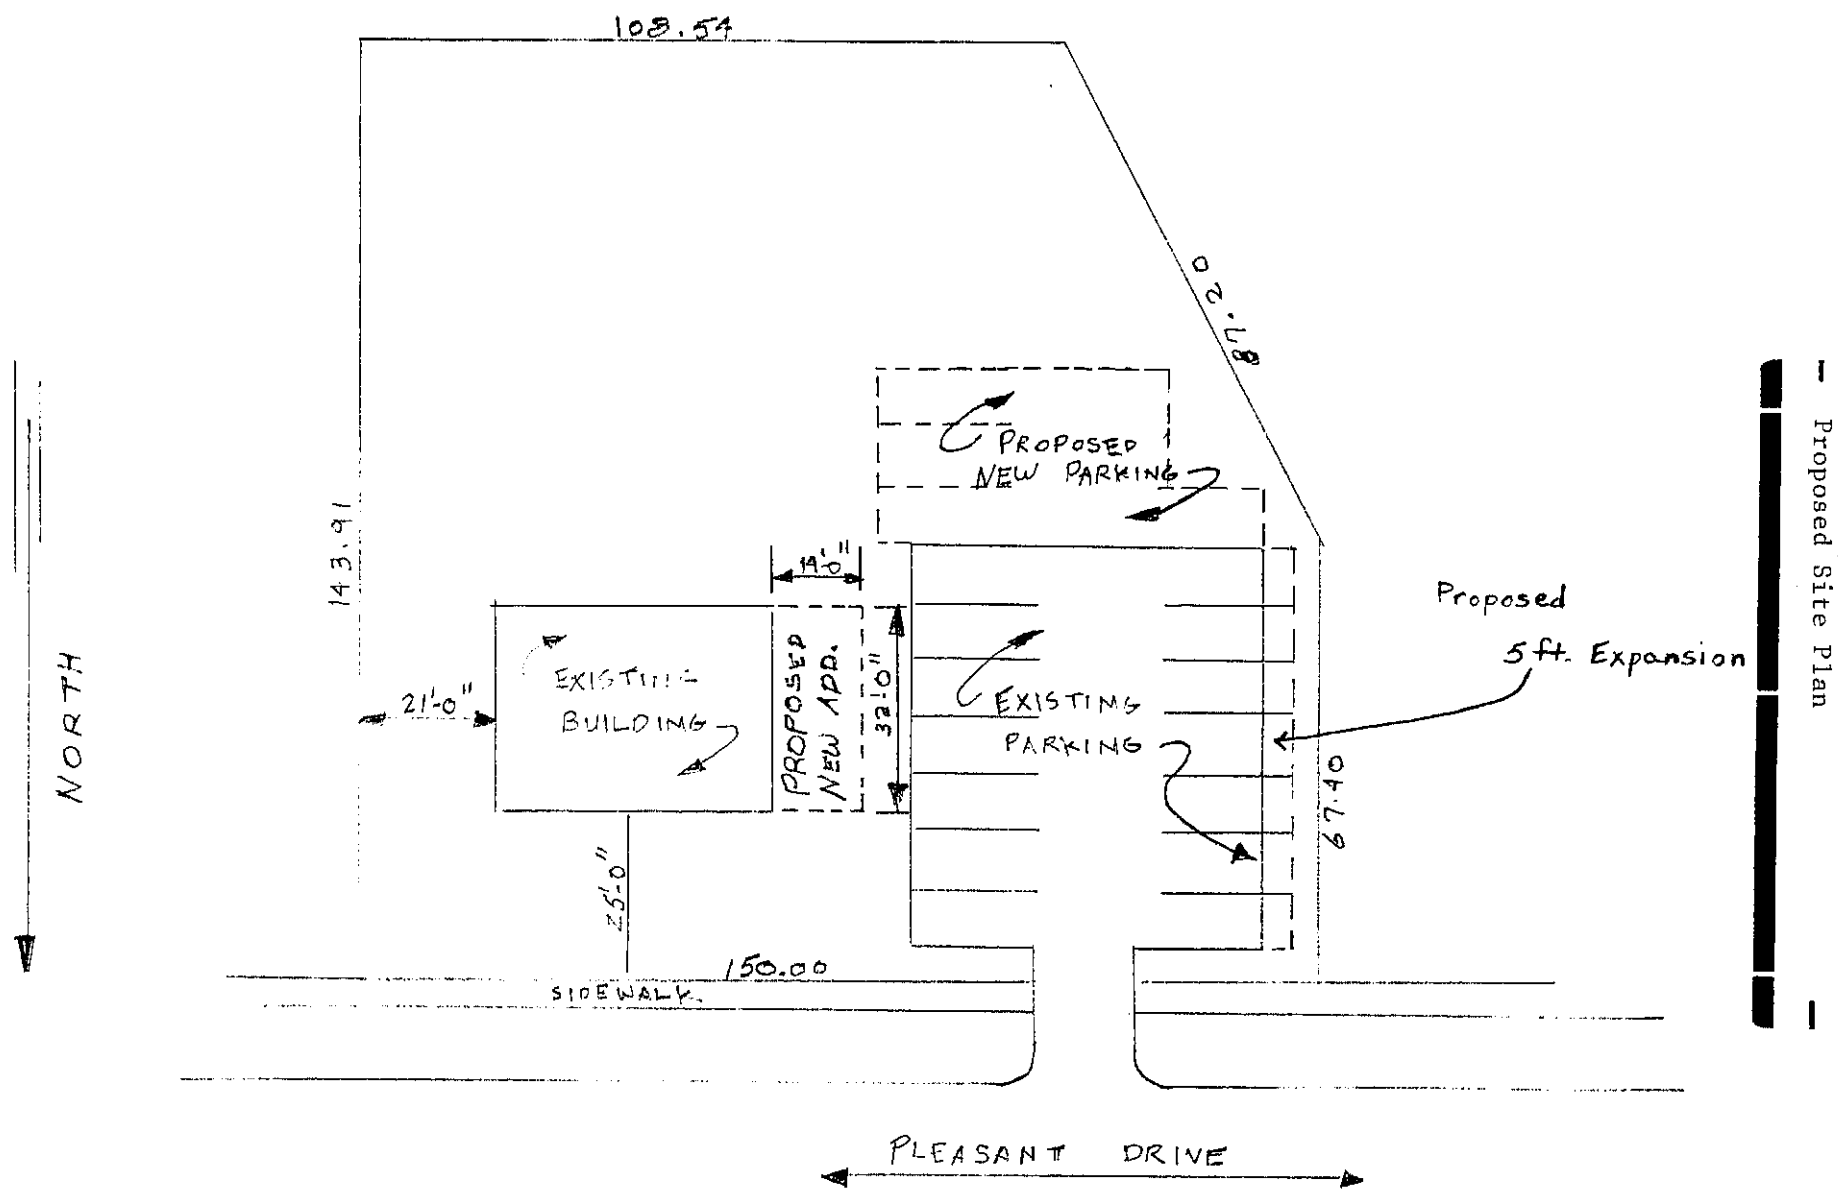 108.54
87.20
143.91
NORTH
PROPOSED
NEW PARKING
14'-0"
32'-0"
21'-0"
25'-0"
EXISTING
BUILDING
PROPOSED
NEW ADD.
EXISTING
PARKING
Proposed
5 ft. Expansion
67.40
150.00
SIDEWALK
PLEASANT DRIVE
Proposed Site Plan